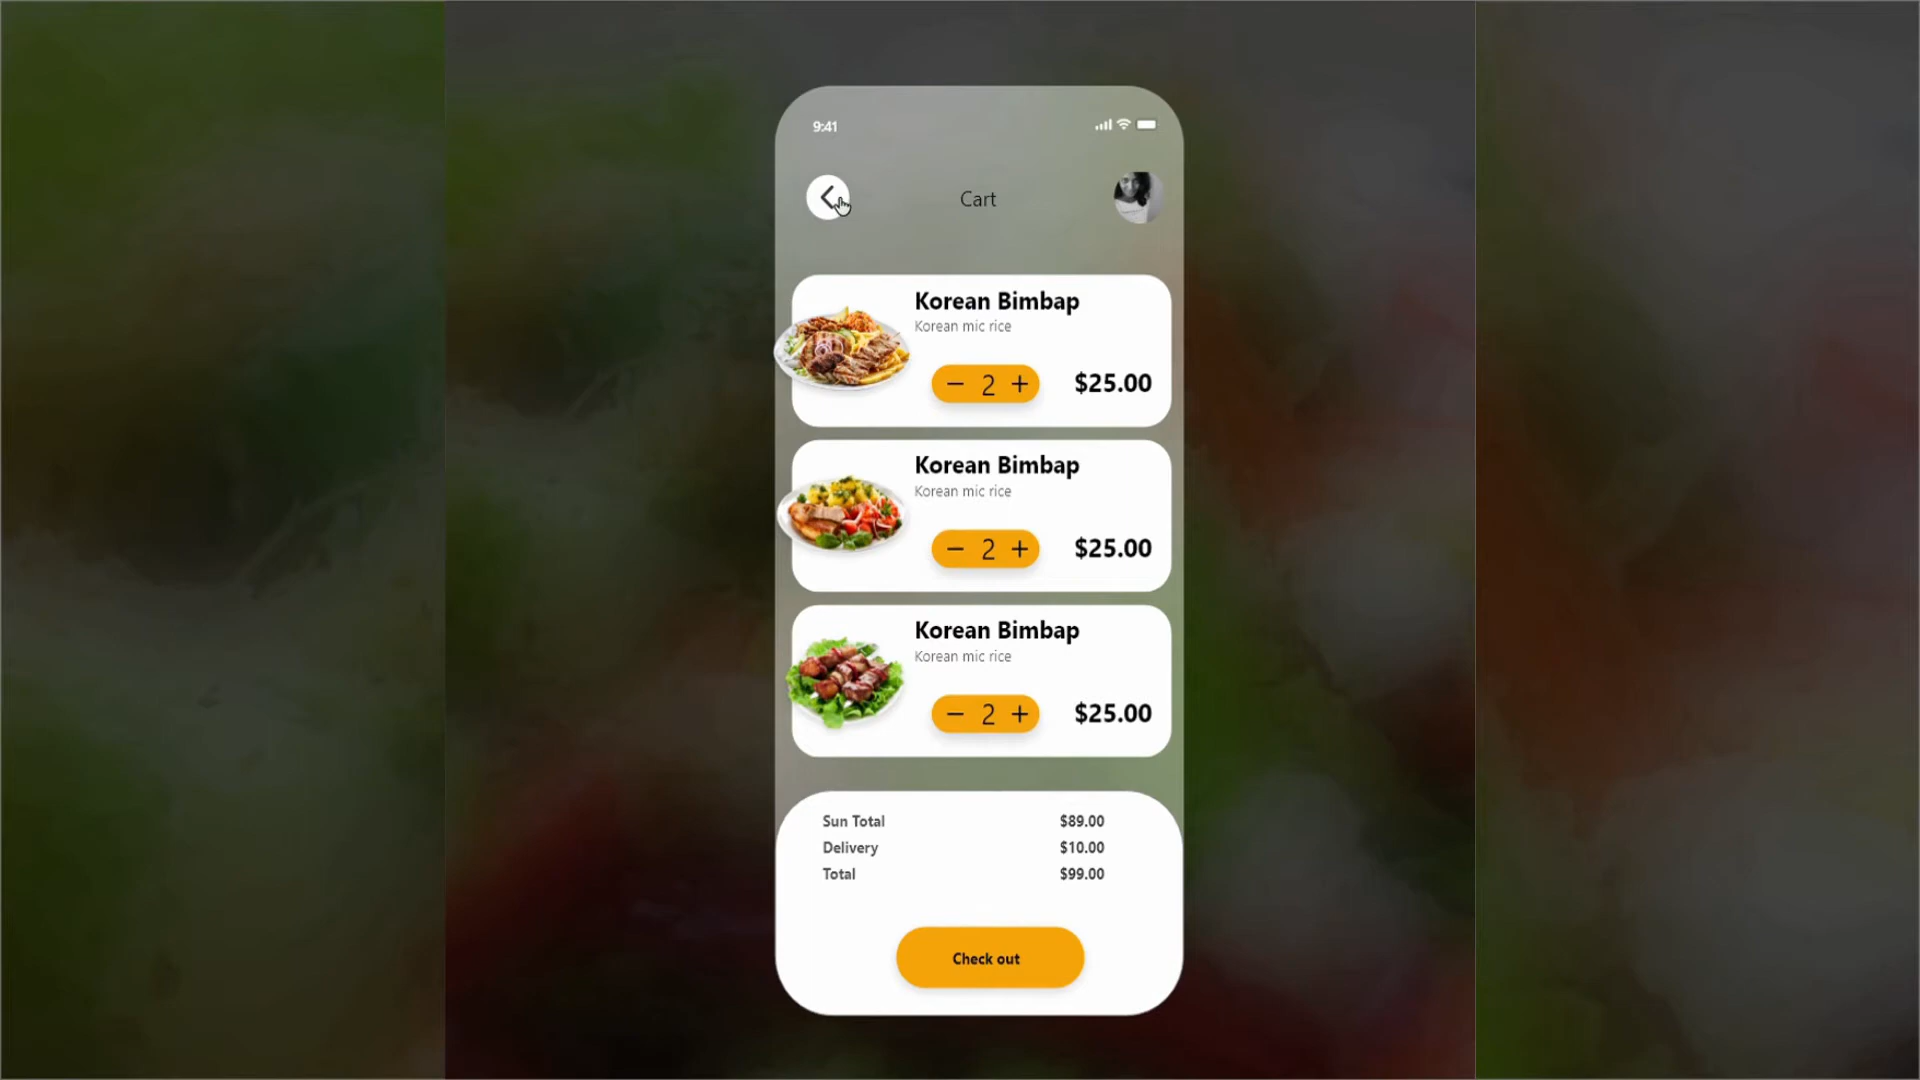 9:41
Cart
Korean Bimbap
Korean mic rice
− 2 + $25.00
Korean Bimbap
Korean mic rice
− 2 + $25.00
Korean Bimbap
Korean mic rice
− 2 + $25.00
Sun Total $89.00
Delivery $10.00
Total $99.00
Check out